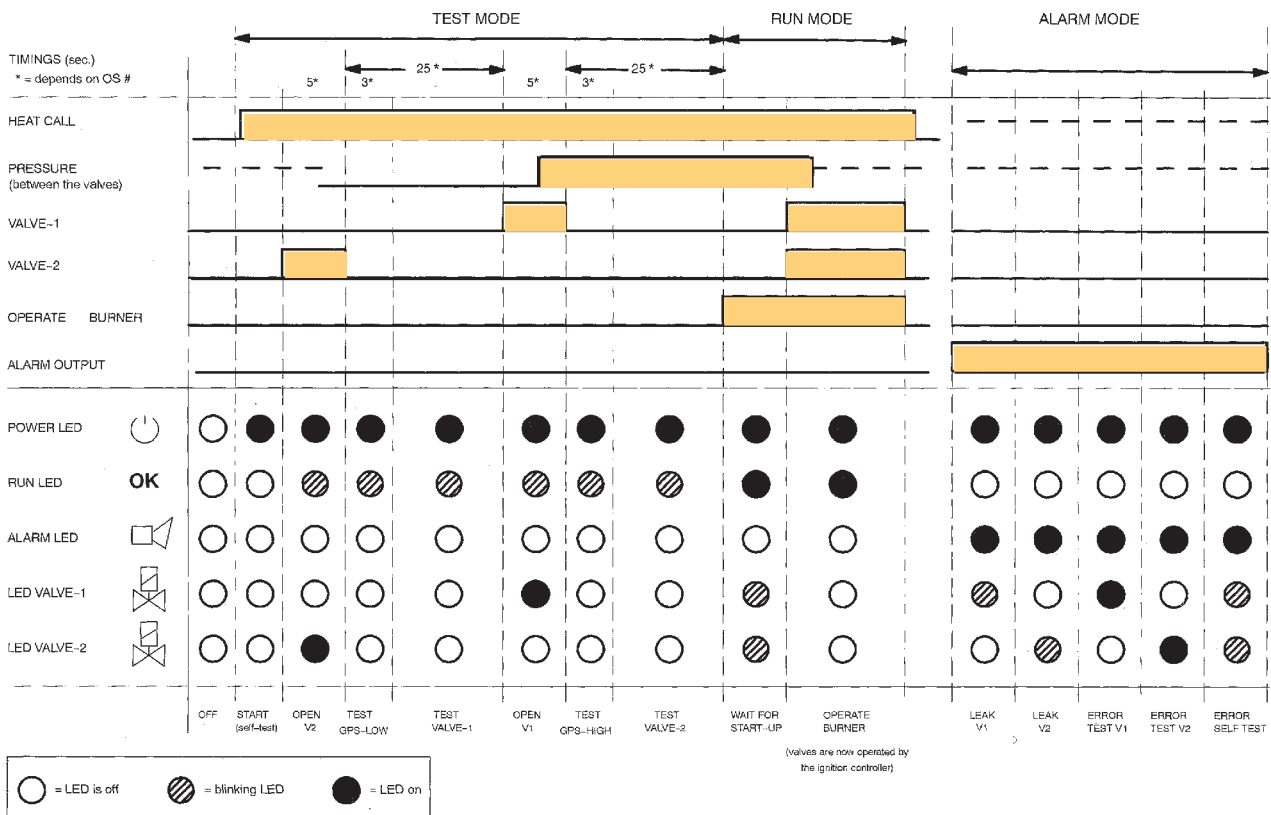 TEST MODE RUN MODE ALARM MODE
TIMINGS (sec.)
* = depends on OS #
25 * 25 *
5* 3* 5* 3*
HEAT CALL
PRESSURE
(between the valves)
VALVE-1
VALVE-2
OPERATE BURNER
ALARM OUTPUT
POWER LED
RUN LED OK
ALARM LED
LED VALVE-1
LED VALVE-2
OFF START OPEN TEST TEST OPEN TEST TEST WAIT FOR OPERATE LEAK LEAK ERROR ERROR ERROR
(self-test) V2 GPS-LOW VALVE-1 V1 GPS-HIGH VALVE-2 START-UP BURNER V1 V2 TEST V1 TEST V2 SELF TEST
(valves are now operated by
the ignition controller)
= LED is off = blinking LED = LED on